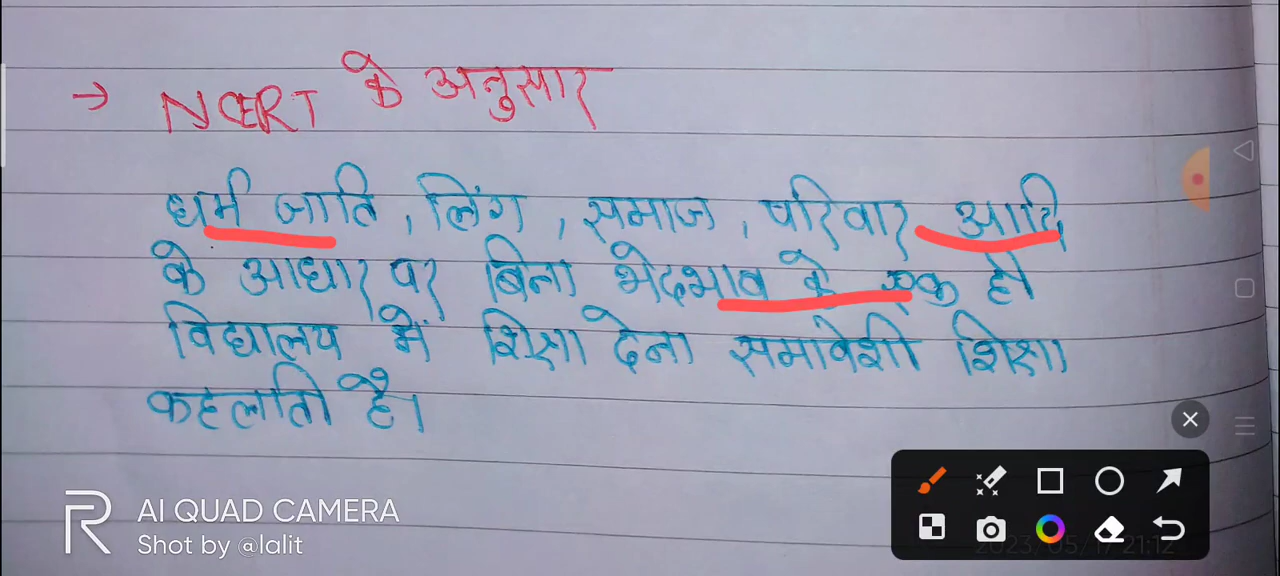 → NCERT के अनुसार
धर्म जाति, लिंग, समाज, परिवार आदि
के आधार पर बिना भेदभाव के एक ही
विद्यालय में शिक्षा देना समावेशी शिक्षा
कहलाती है।
AI QUAD CAMERA
Shot by @lalit
2023/05/17 21:12